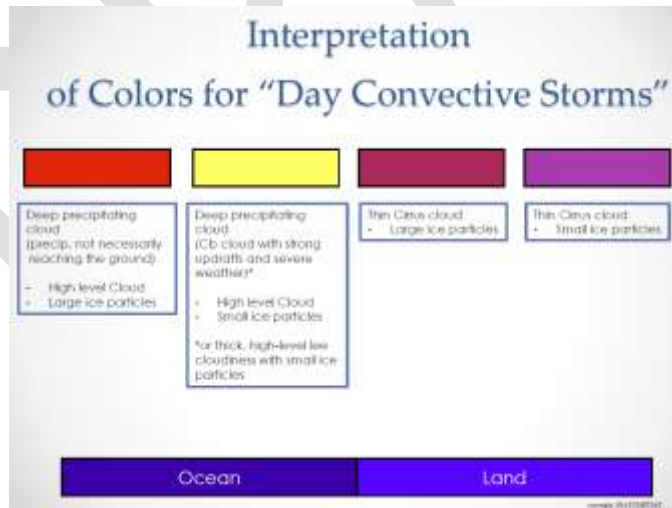 Interpretation
of Colors for “Day Convective Storms”
Deep precipitating
cloud
(precip. not necessarily
reaching the ground)
- High level Cloud
- Large ice particles
Deep precipitating
cloud
(Cb cloud with strong
updrafts and severe
weather)*
- High level Cloud
- Small ice particles
*or thick, high-level lee
cloudiness with small ice
particles
Thin Cirrus cloud
- Large ice particles
Thin Cirrus cloud
- Small ice particles
Ocean
Land